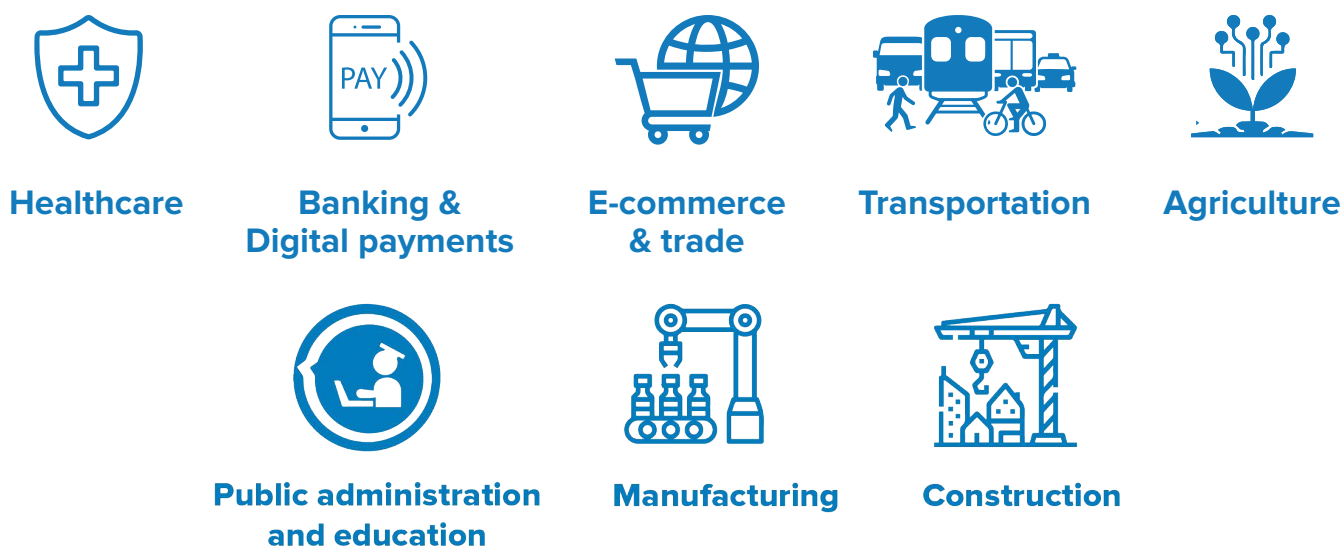 PAY
Healthcare
Banking &
Digital payments
E-commerce
& trade
Transportation
Agriculture
Public administration
and education
Manufacturing
Construction